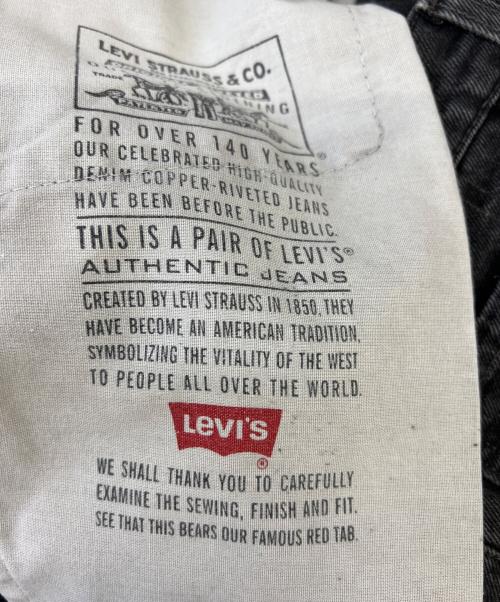 LEVI STRAUSS & CO.
TRADE
FOR OVER 140 YEARS
OUR CELEBRATED HIGH-QUALITY
DENIM COPPER-RIVETED JEANS
HAVE BEEN BEFORE THE PUBLIC.
THIS IS A PAIR OF LEVI'S®
AUTHENTIC JEANS
CREATED BY LEVI STRAUSS IN 1850, THEY
HAVE BECOME AN AMERICAN TRADITION,
SYMBOLIZING THE VITALITY OF THE WEST
TO PEOPLE ALL OVER THE WORLD.
LEVI'S
®
WE SHALL THANK YOU TO CAREFULLY
EXAMINE THE SEWING, FINISH AND FIT.
SEE THAT THIS BEARS OUR FAMOUS RED TAB.